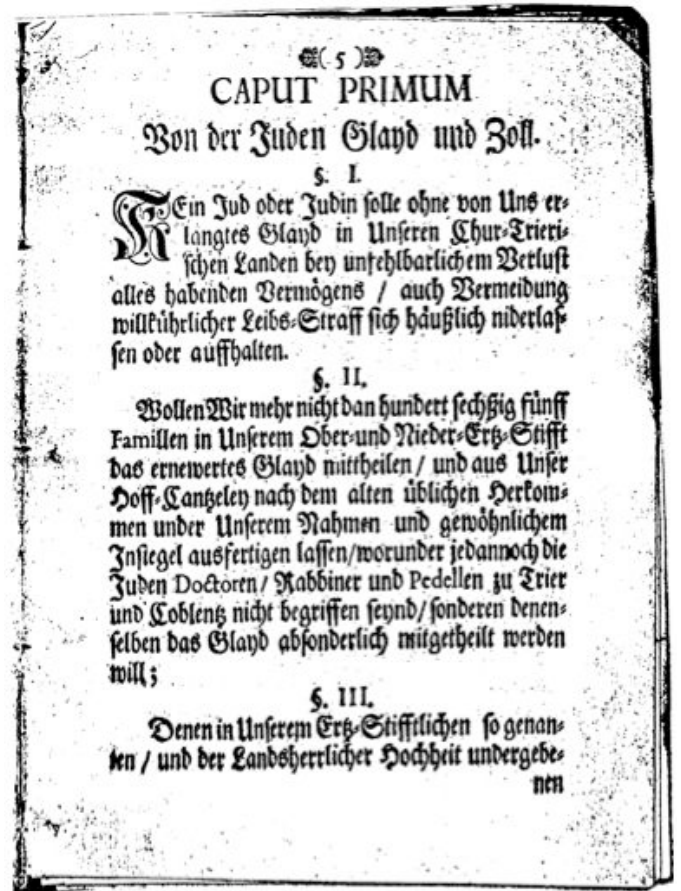 ( 5 )
CAPUT PRIMUM
Von der Juden Glayd und Zoll.
§. I.
KEin Jud oder Judin solle ohne von Uns er-
langtes Glayd in Unseren Chur-Trieri-
schen Landen bey unfehlbarlichem Verlust
alles habenden Vermögens / auch Vermeidung
willkührlicher Leibs-Straff sich häußlich niderlas-
sen oder auffhalten.
§. II.
Wollen Wir mehr nicht dan hundert sechßig fünff
Famillen in Unserem Ober-und Nieder-Ertz-Stifft
das ernewertes Glayd mittheilen / und aus Unser
Hoff-Cantzeley nach dem alten üblichen Herkom-
men under Unserem Nahmen und gewöhnlichem
Insiegel ausfertigen lassen/worunder jedannoch die
Juden Doctoren/ Rabbiner und Pedellen zu Trier
und Coblentz nicht begriffen seynd/ sonderen denen-
selben das Glayd absonderlich mitgetheilt werden
will;
§. III.
Denen in Unserem Ertz-Stifftlichen so genan-
ten / und der Landsherrlicher Hochheit undergebe-
nen